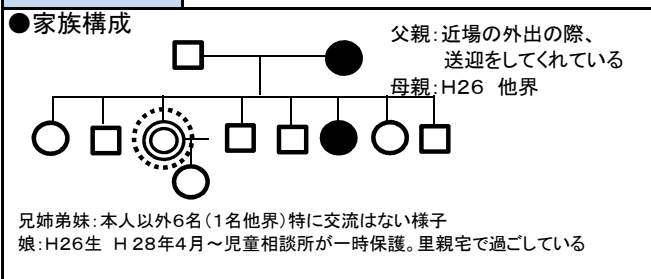 ●家族構成
父親:近場の外出の際、
送迎をしてくれている
母親:H26 他界
兄姉弟妹:本人以外6名(1名他界)特に交流はない様子
娘:H26生 H28年4月~児童相談所が一時保護。里親宅で過ごしている